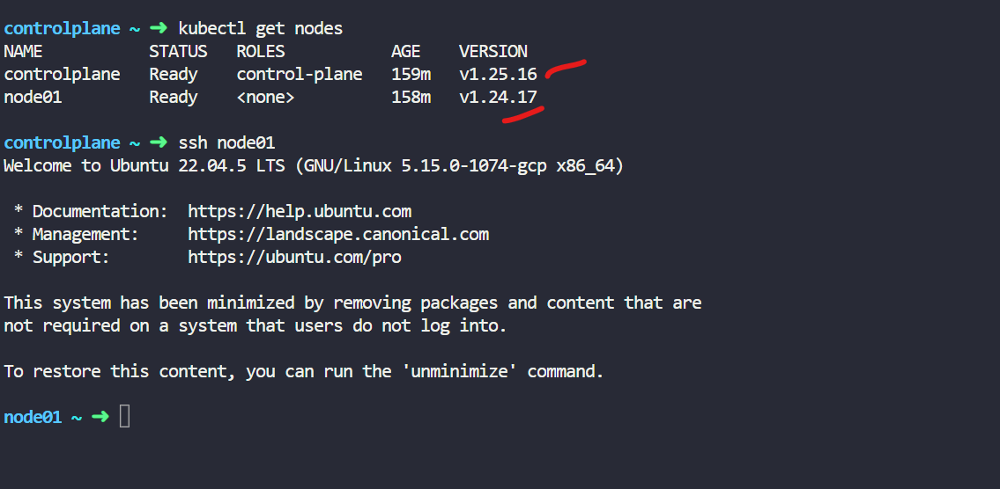 controlplane ~ ➜ kubectl get nodes
NAME STATUS ROLES AGE VERSION
controlplane Ready control-plane 159m v1.25.16
node01 Ready <none> 158m v1.24.17
controlplane ~ ➜ ssh node01
Welcome to Ubuntu 22.04.5 LTS (GNU/Linux 5.15.0-1074-gcp x86_64)
* Documentation: https://help.ubuntu.com
* Management: https://landscape.canonical.com
* Support: https://ubuntu.com/pro
This system has been minimized by removing packages and content that are
not required on a system that users do not log into.
To restore this content, you can run the 'unminimize' command.
node01 ~ ➜